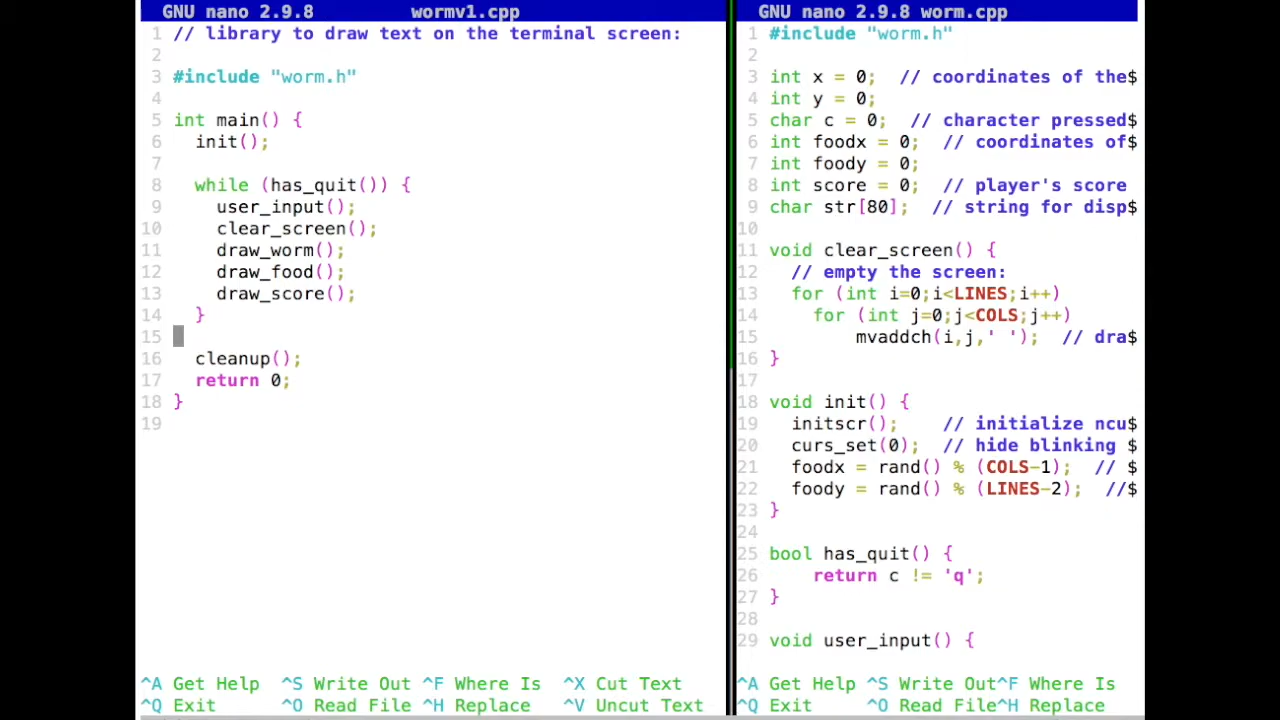 GNU nano 2.9.8 wormv1.cpp
1 // library to draw text on the terminal screen:
2
3 #include "worm.h"
4
5 int main() {
6   init();
7
8   while (has_quit()) {
9     user_input();
10     clear_screen();
11     draw_worm();
12     draw_food();
13     draw_score();
14   }
15
16   cleanup();
17   return 0;
18 }
19
^A Get Help ^S Write Out ^F Where Is ^X Cut Text
^Q Exit ^O Read File ^H Replace ^V Uncut Text
GNU nano 2.9.8 worm.cpp
1 #include "worm.h"
2
3 int x = 0;  // coordinates of the$
4 int y = 0;
5 char c = 0;  // character pressed$
6 int foodx = 0;  // coordinates of$
7 int foody = 0;
8 int score = 0;  // player's score
9 char str[80];  // string for disp$
10
11 void clear_screen() {
12   // empty the screen:
13   for (int i=0;i<LINES;i++)
14     for (int j=0;j<COLS;j++)
15         mvaddch(i,j,' ');  // dra$
16 }
17
18 void init() {
19   initscr();    // initialize ncu$
20   curs_set(0);  // hide blinking $
21   foodx = rand() % (COLS-1);  // $
22   foody = rand() % (LINES-2);  //$
23 }
24
25 bool has_quit() {
26     return c != 'q';
27 }
28
29 void user_input() {
^A Get Help ^S Write Out^F Where Is
^Q Exit ^O Read File^H Replace